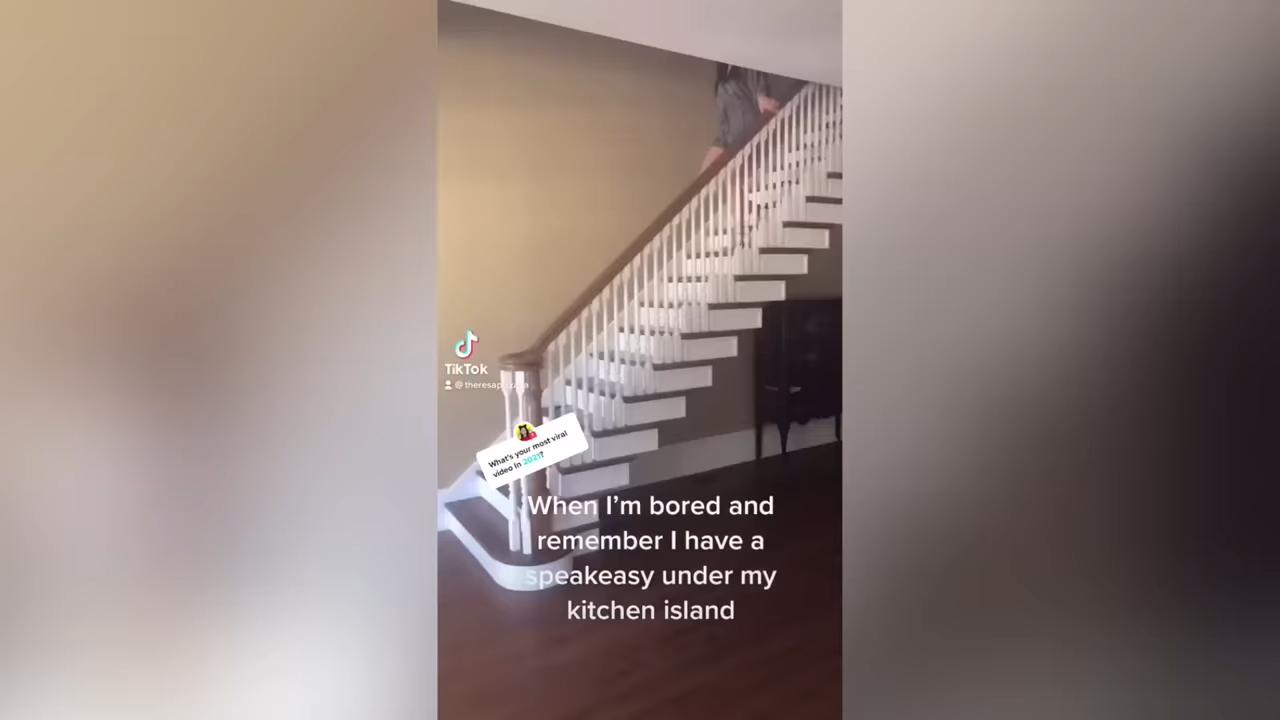 TikTok
What's your most viral
video in 2021?
When I'm bored and
remember I have a
speakeasy under my
kitchen island